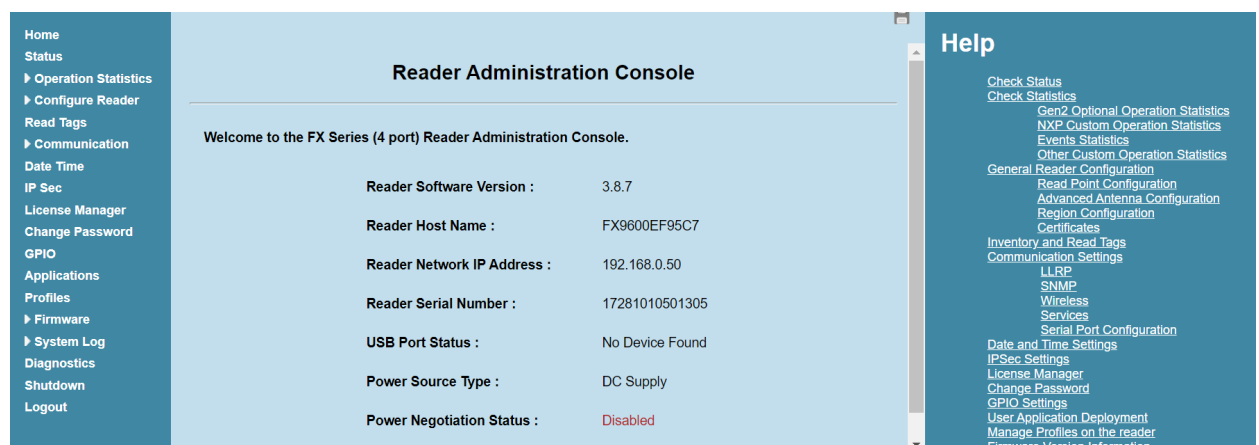 Home
Status
Operation Statistics
Configure Reader
Read Tags
Communication
Date Time
IP Sec
License Manager
Change Password
GPIO
Applications
Profiles
Firmware
System Log
Diagnostics
Shutdown
Logout
Reader Administration Console
Welcome to the FX Series (4 port) Reader Administration Console.
Reader Software Version : 3.8.7
Reader Host Name : FX9600EF95C7
Reader Network IP Address : 192.168.0.50
Reader Serial Number : 17281010501305
USB Port Status : No Device Found
Power Source Type : DC Supply
Power Negotiation Status : Disabled
Help
Check Status
Check Statistics
Gen2 Optional Operation Statistics
NXP Custom Operation Statistics
Events Statistics
Other Custom Operation Statistics
General Reader Configuration
Read Point Configuration
Advanced Antenna Configuration
Region Configuration
Certificates
Inventory and Read Tags
Communication Settings
LLRP
SNMP
Wireless
Services
Serial Port Configuration
Date and Time Settings
IPSec Settings
License Manager
Change Password
GPIO Settings
User Application Deployment
Manage Profiles on the reader
Firmware Version Information